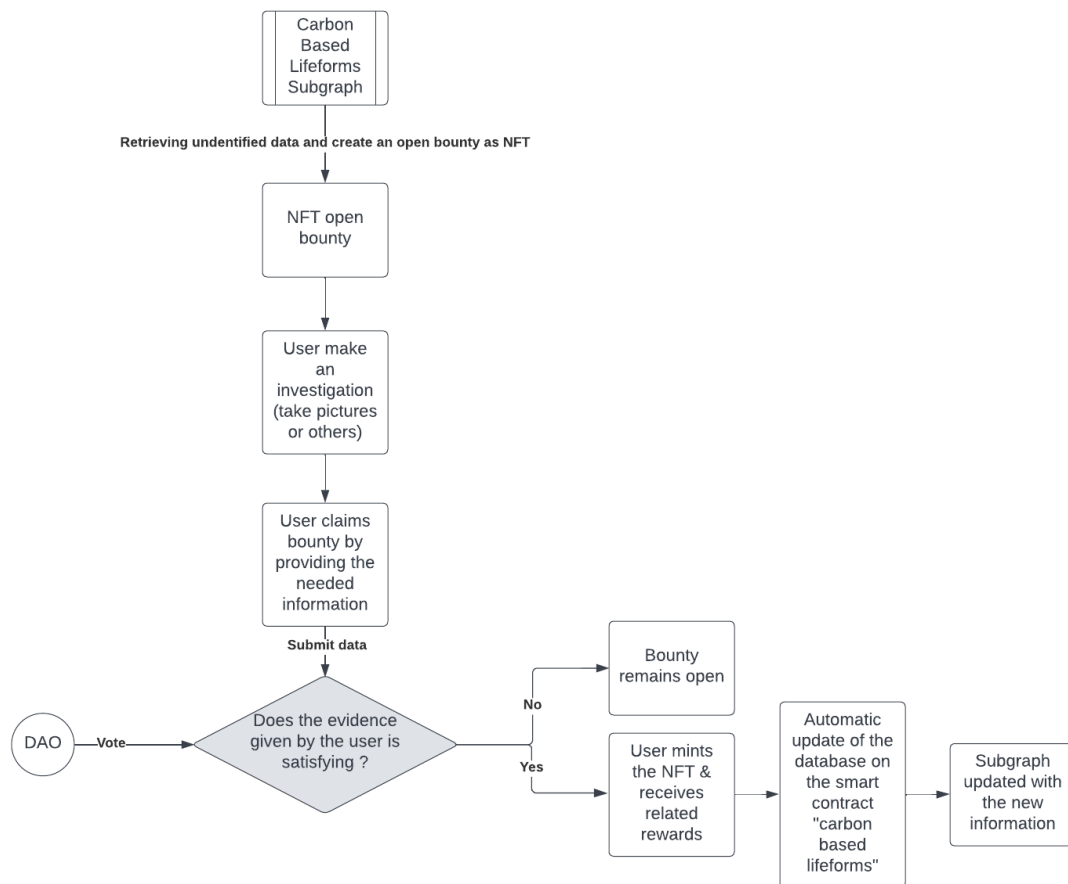 Carbon
Based
Lifeforms
Subgraph
Retrieving undentified data and create an open bounty as NFT
NFT open
bounty
User make
an
investigation
(take pictures
or others)
User claims
bounty by
providing the
needed
information
Submit data
DAO
Vote
Does the evidence
given by the user is
satisfying ?
No
Bounty
remains open
Yes
User mints
the NFT &
receives
related
rewards
Automatic
update of the
database on
the smart
contract
"carbon
based
lifeforms"
Subgraph
updated with
the new
information